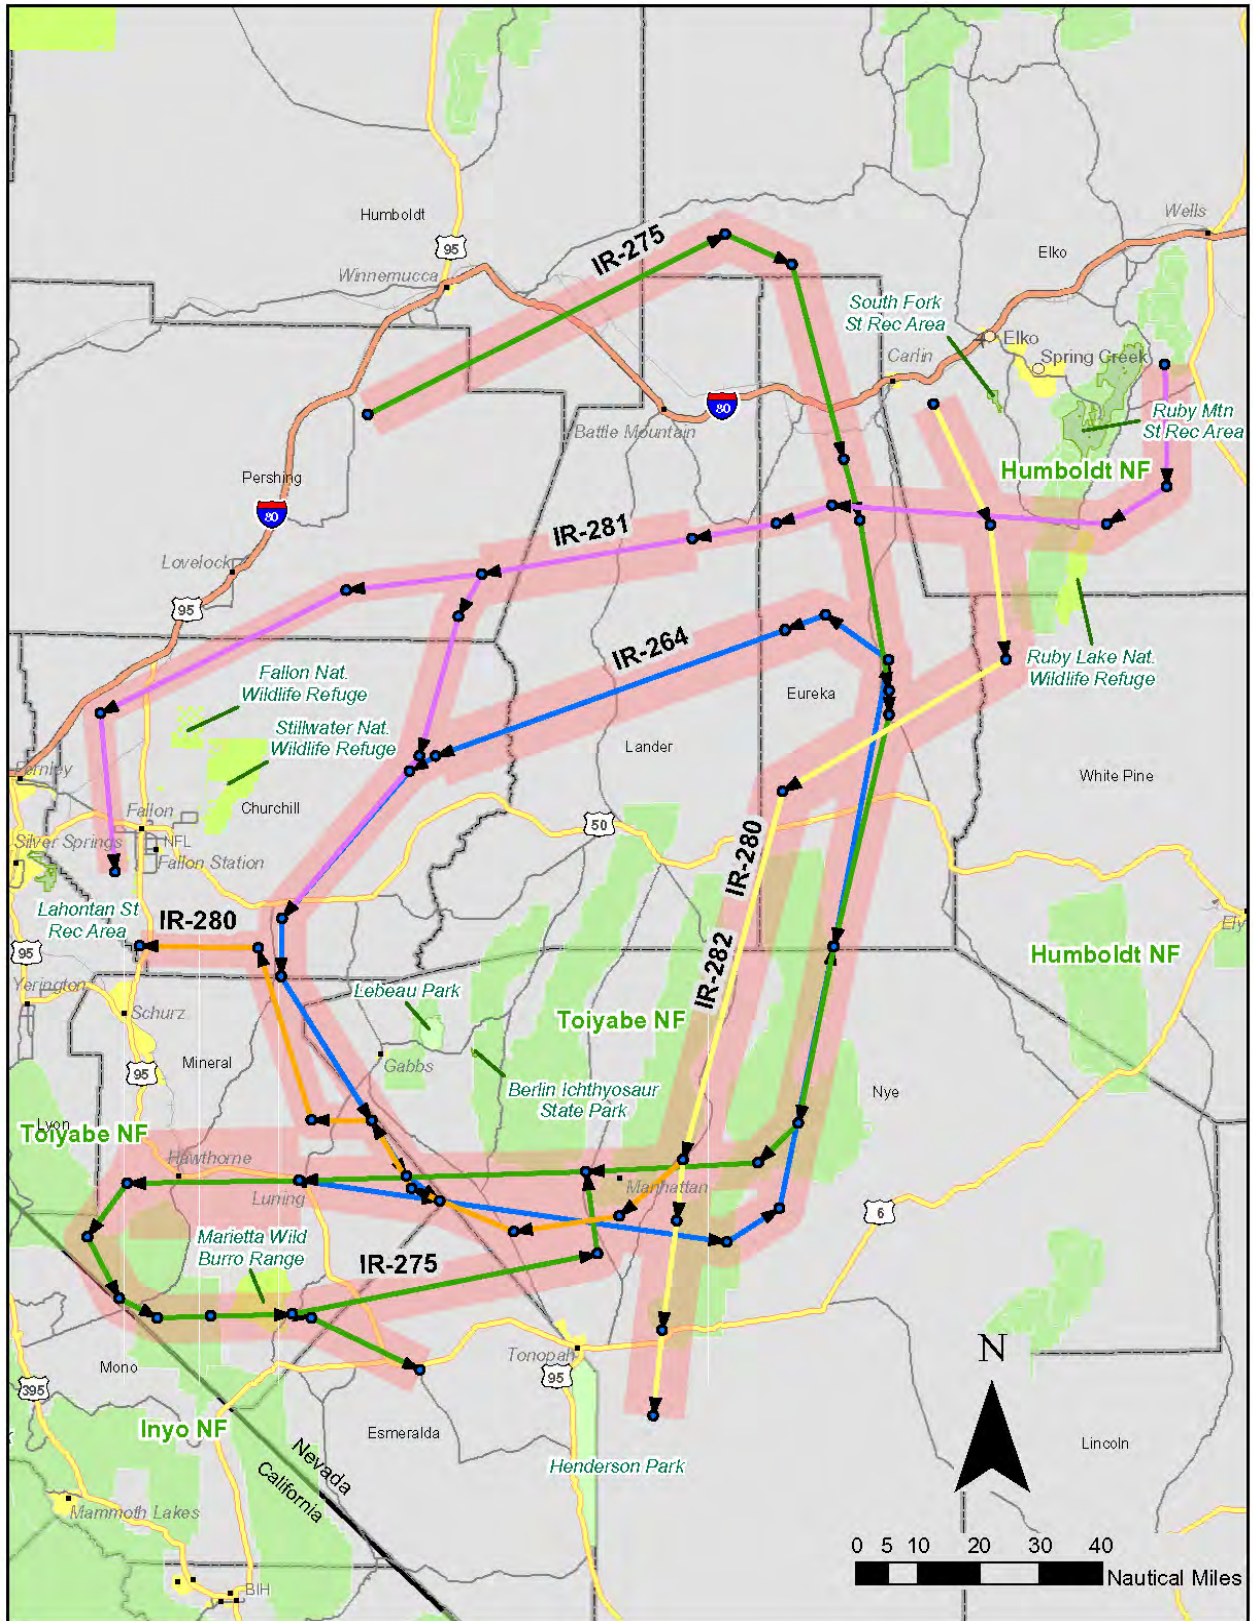 Humboldt
95
IR-275
Wells
Elko
Winnemucca
South Fork
St Rec Area
Elko
Carlin
Spring Creek
80
Ruby Mtn
St Rec Area
Battle Mountain
Humboldt NF
Pershing
80
IR-281
Lovelock
95
IR-264
Ruby Lake Nat.
Wildlife Refuge
Fallon Nat.
Wildlife Refuge
Eureka
Stillwater Nat.
Wildlife Refuge
Lander
Fernley
White Pine
Churchill
Fallon
50
Silver Springs
NFL
Fallon Station
IR-280
Lahontan St
Rec Area
IR-280
Ely
95
Humboldt NF
IR-282
Yerington
Lebeau Park
Schurz
Toiyabe NF
Mineral
Gabbs
95
Berlin Ichthyosaur
State Park
Nye
Lyon
Toiyabe NF
Hawthorne
Manhattan
Luning
6
Marietta Wild
Burro Range
IR-275
N
Mono
Tonopah
95
395
Inyo NF
Esmeralda
Lincoln
Nevada
California
Henderson Park
Mammoth Lakes
0 5 10 20 30 40
Nautical Miles
BIH